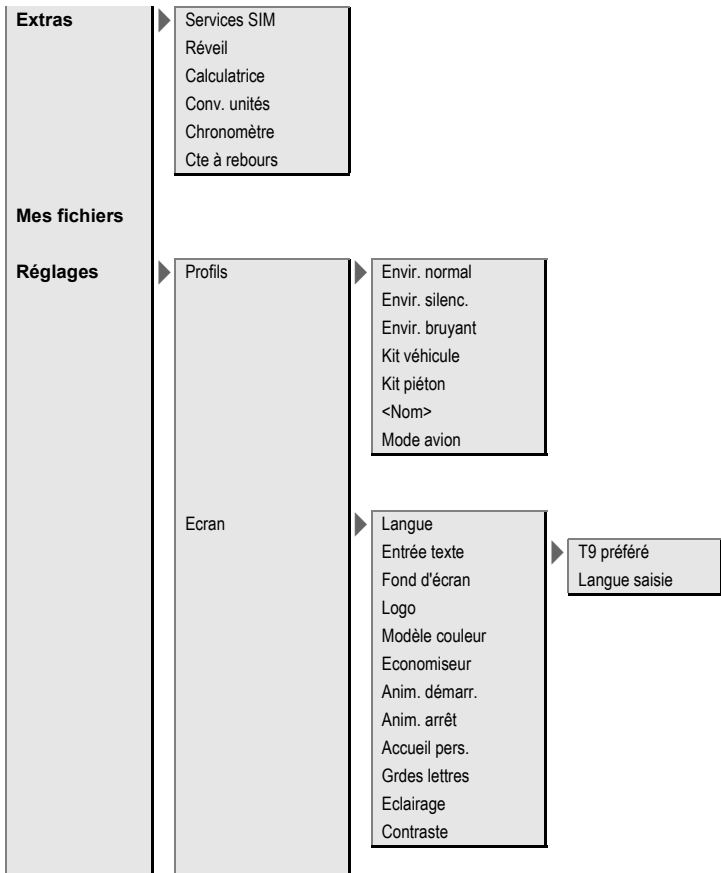 Extras
Services SIM
Réveil
Calculatrice
Conv. unités
Chronomètre
Cte à rebours
Mes fichiers
Réglages
Profils
Envir. normal
Envir. silenc.
Envir. bruyant
Kit véhicule
Kit piéton
<Nom>
Mode avion
Ecran
Langue
Entrée texte
T9 préféré
Langue saisie
Fond d'écran
Logo
Modèle couleur
Economiseur
Anim. démarr.
Anim. arrêt
Accueil pers.
Grdes lettres
Eclairage
Contraste